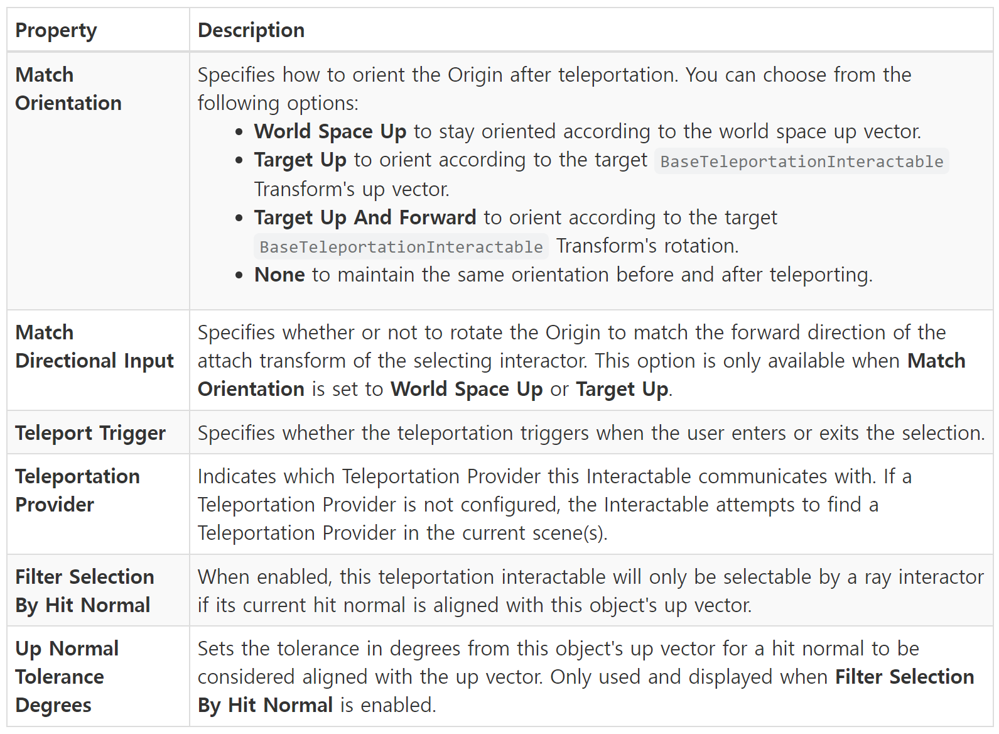 Property
Description
Match
Orientation
Specifies how to orient the Origin after teleportation. You can choose from the
following options:
• World Space Up to stay oriented according to the world space up vector.
• Target Up to orient according to the target BaseTeleportationInteractable
Transform's up vector.
• Target Up And Forward to orient according to the target
BaseTeleportationInteractable Transform's rotation.
• None to maintain the same orientation before and after teleporting.
Match
Directional Input
Specifies whether or not to rotate the Origin to match the forward direction of the
attach transform of the selecting interactor. This option is only available when Match
Orientation is set to World Space Up or Target Up.
Teleport Trigger
Specifies whether the teleportation triggers when the user enters or exits the selection.
Teleportation
Provider
Indicates which Teleportation Provider this Interactable communicates with. If a
Teleportation Provider is not configured, the Interactable attempts to find a
Teleportation Provider in the current scene(s).
Filter Selection
By Hit Normal
When enabled, this teleportation interactable will only be selectable by a ray interactor
if its current hit normal is aligned with this object's up vector.
Up Normal
Tolerance
Degrees
Sets the tolerance in degrees from this object's up vector for a hit normal to be
considered aligned with the up vector. Only used and displayed when Filter Selection
By Hit Normal is enabled.